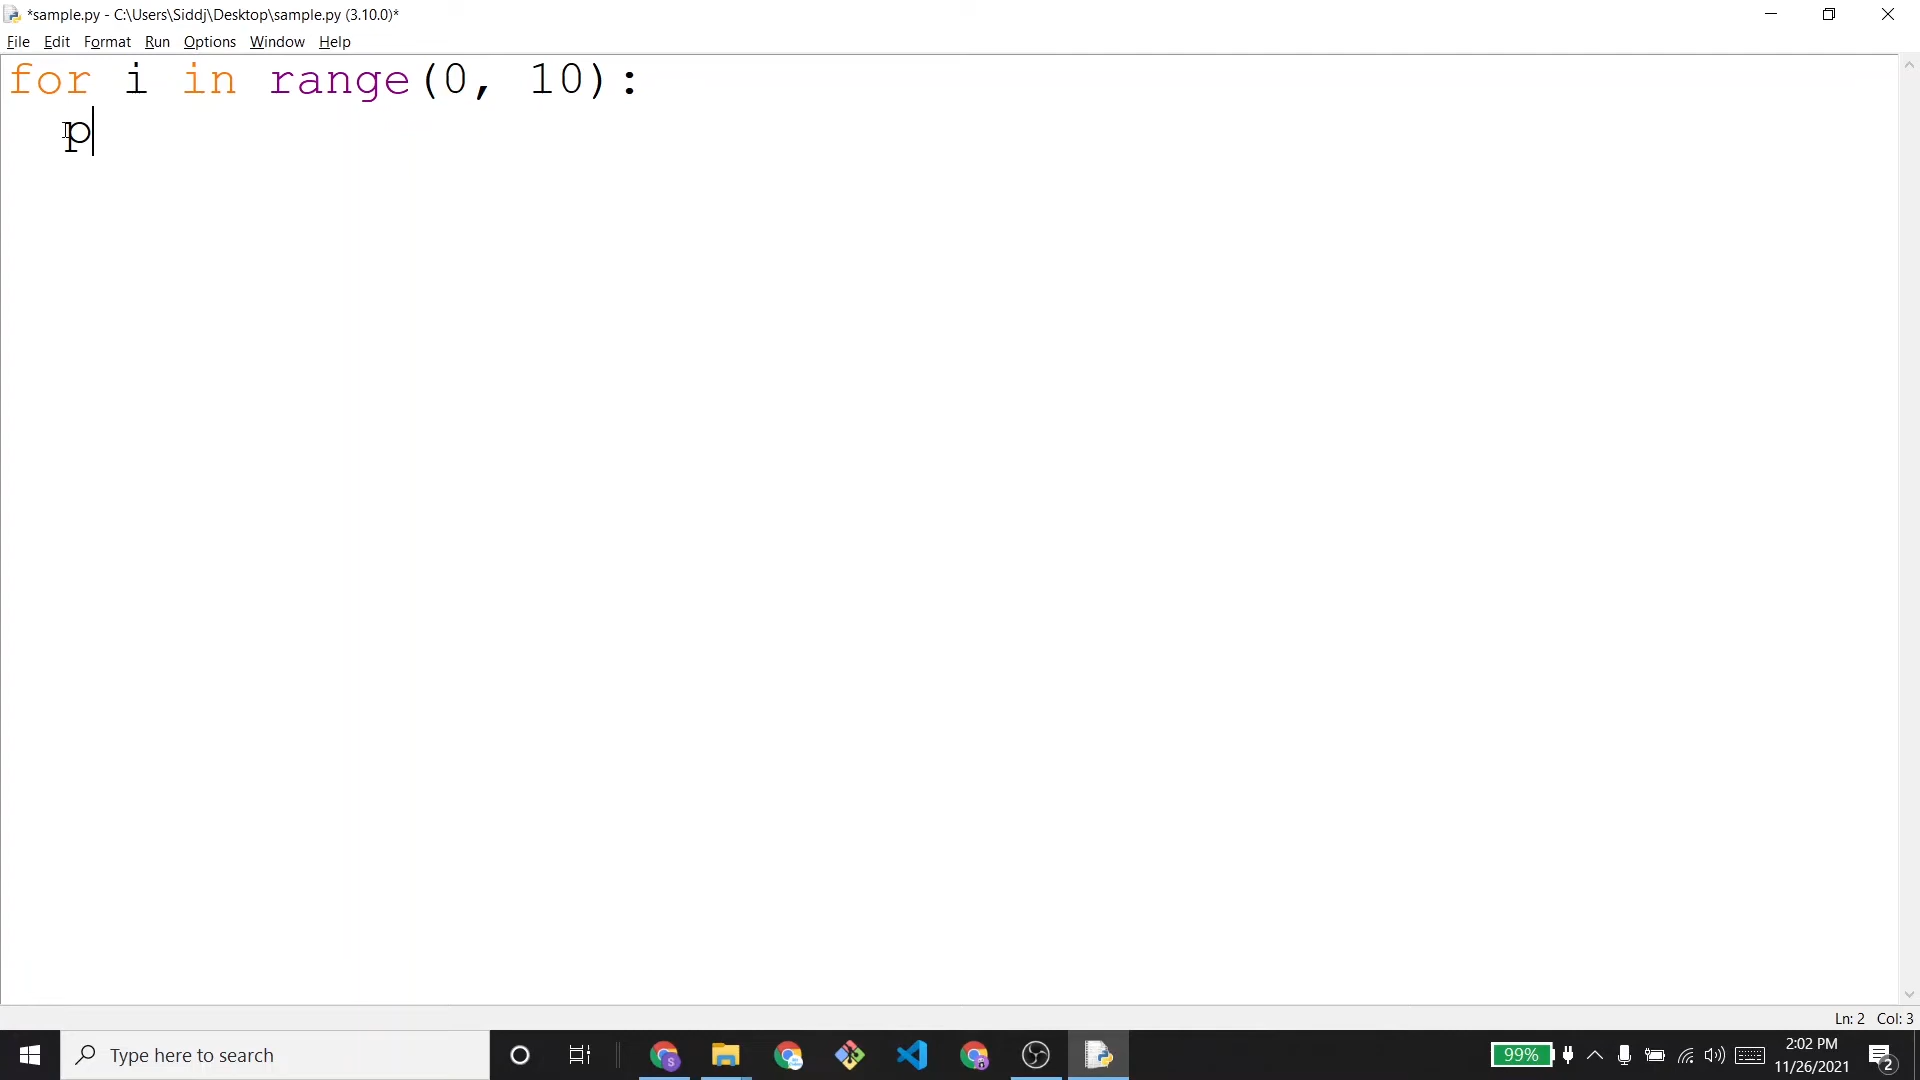 *sample.py - C:\Users\Siddj\Desktop\sample.py (3.10.0)*
File Edit Format Run Options Window Help
for i in range(0, 10):
  p
Ln: 2 Col: 3
Type here to search
S
99%
2:02 PM
11/26/2021
2